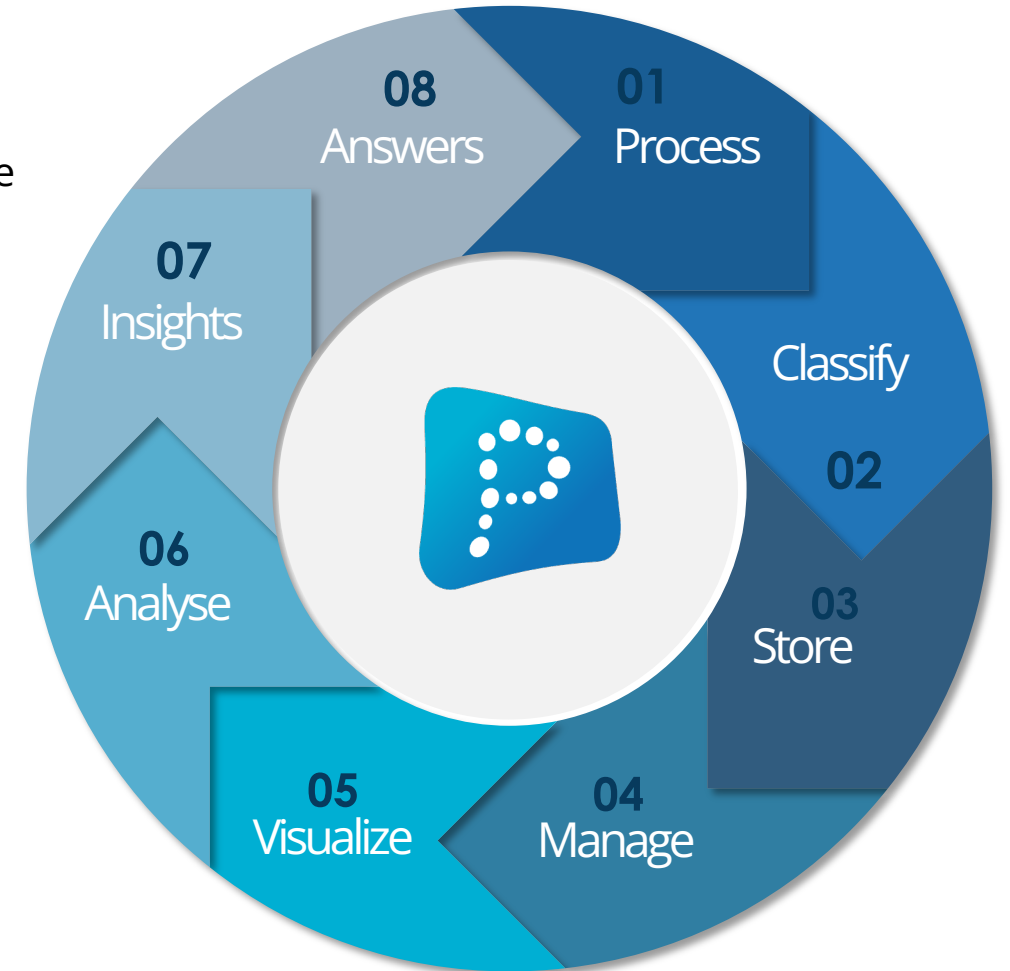 01
Process
Classify
02
03
Store
04
Manage
05
Visualize
06
Analyse
07
Insights
08
Answers
e
P